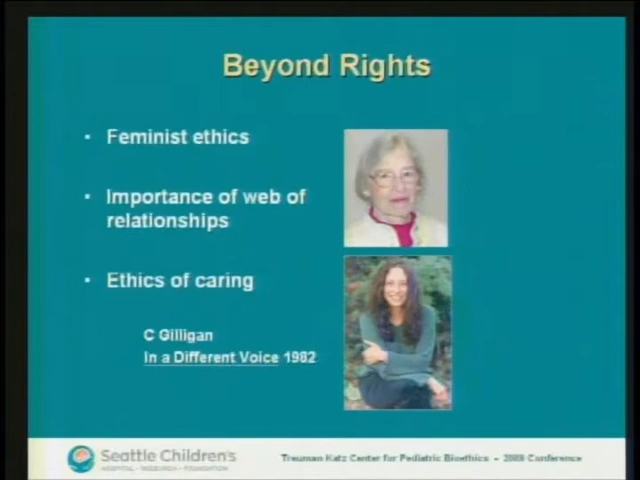 Beyond Rights
Feminist ethics
Importance of web of
relationships
Ethics of caring
C Gilligan
In a Different Voice 1982
Seattle Children's
HOSPITAL • RESEARCH • FOUNDATION
Treuman Katz Center for Pediatric Bioethics - Conference